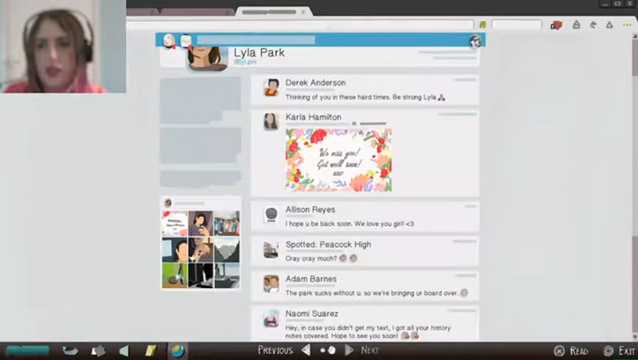 Lyla Park
Derek Anderson
Thinking of you in these hard times. Be strong Lyla
Karla Hamilton
We miss you!
Get well soon!
xoxo
Allison Reyes
I hope u be back soon. We love you girl! <3
Spotted: Peacock High
Cray cray much?
Adam Barnes
The park sucks without u. so we're bringing ur board over.
Naomi Suarez
Hey, in case you didn't get my text, I got all your history
notes covered. Hope to see you soon!
Previous
Next
Read
Exit